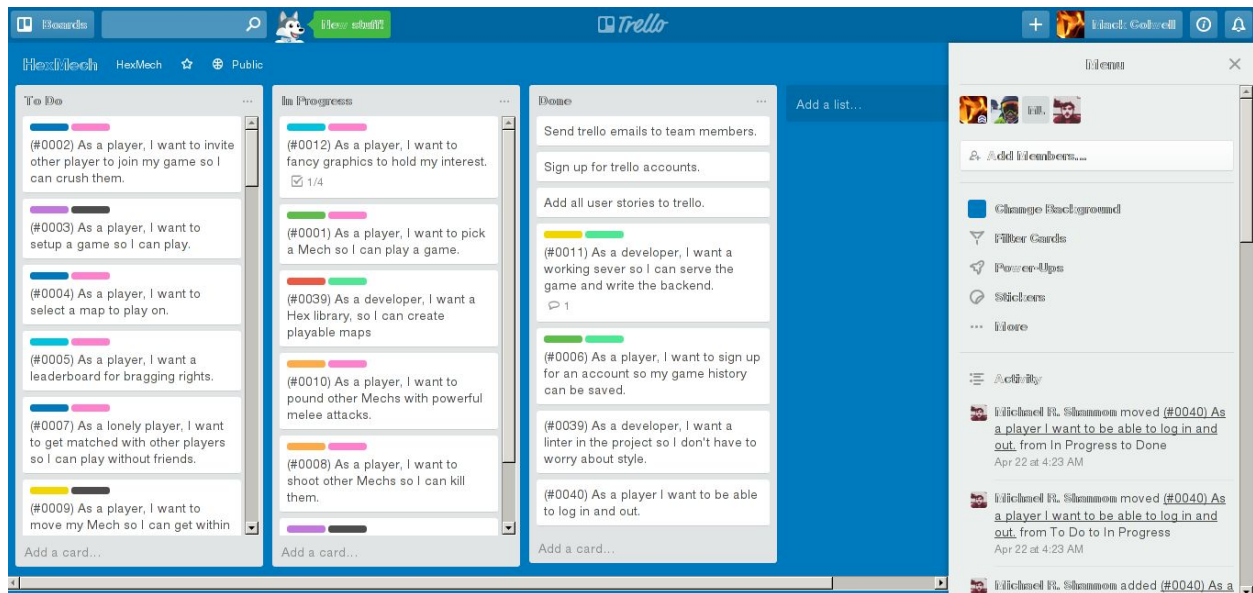 Boards
New stuff!
Trello
HexMech
HexMech
Public
To Do
(#0002) As a player, I want to invite
other player to join my game so I
can crush them.
(#0003) As a player, I want to
setup a game so I can play.
(#0004) As a player, I want to
select a map to play on.
(#0005) As a player, I want a
leaderboard for bragging rights.
(#0007) As a lonely player, I want
to get matched with other players
so I can play without friends.
(#0009) As a player, I want to
move my Mech so I can get within
Add a card...
In Progress
(#0012) As a player, I want to
fancy graphics to hold my interest.
1/4
(#0001) As a player, I want to pick
a Mech so I can play a game.
(#0039) As a developer, I want a
Hex library, so I can create
playable maps
(#0010) As a player, I want to
pound other Mechs with powerful
melee attacks.
(#0008) As a player, I want to
shoot other Mechs so I can kill
them.
Add a card...
Done
Send trello emails to team members.
Sign up for trello accounts.
Add all user stories to trello.
(#0011) As a developer, I want a
working sever so I can serve the
game and write the backend.
1
(#0006) As a player, I want to sign up
for an account so my game history
can be saved.
(#0039) As a developer, I want a
linter in the project so I don't have to
worry about style.
(#0040) As a player I want to be able
to log in and out.
Add a card...
Add a list...
Menu
Add Members...
Change Background
Filter Cards
Power-Ups
Stickers
More
Activity
Michael R. Shannon moved (#0040) As
a player I want to be able to log in and
out. from In Progress to Done
Apr 22 at 4:23 AM
Michael R. Shannon moved (#0040) As
a player I want to be able to log in and
out. from To Do to In Progress
Apr 22 at 4:23 AM
Michael R. Shannon added (#0040) As a